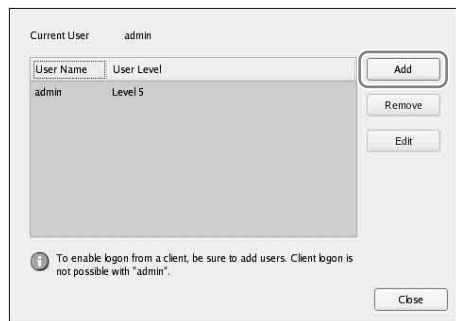 Current User admin
User Name User Level
Add
admin Level 5
Remove
Edit
To enable logon from a client, be sure to add users. Client logon is
not possible with "admin".
Close